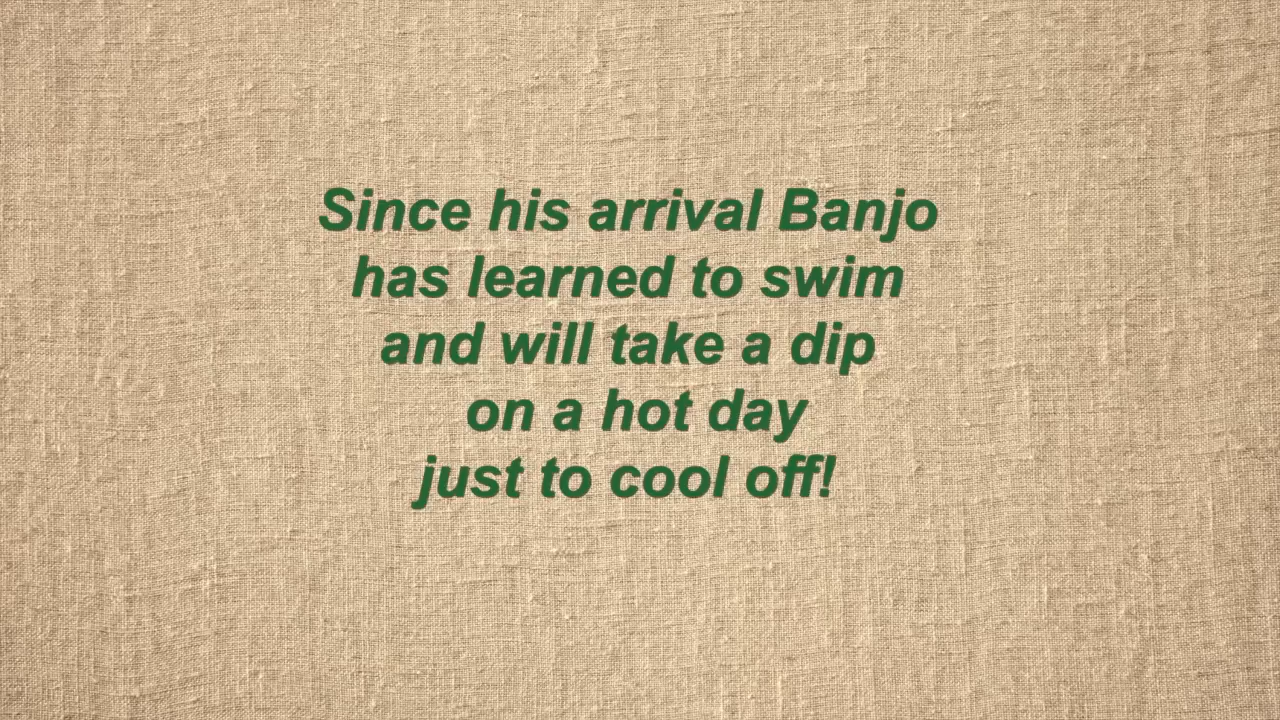 Since his arrival Banjo
has learned to swim
and will take a dip
on a hot day
just to cool off!